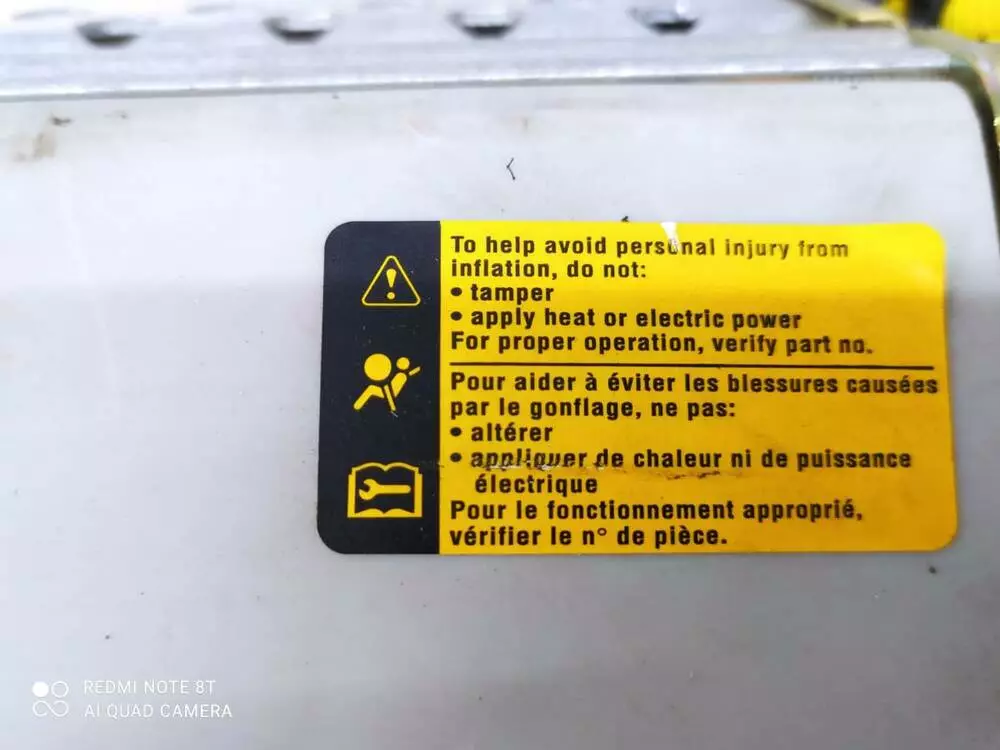 To help avoid personal injury from
inflation, do not:
• tamper
• apply heat or electric power
For proper operation, verify part no.
Pour aider à éviter les blessures causées
par le gonflage, ne pas:
• altérer
• appliquer de chaleur ni de puissance
électrique
Pour le fonctionnement approprié,
vérifier le n° de pièce.
REDMI NOTE 8T
AI QUAD CAMERA